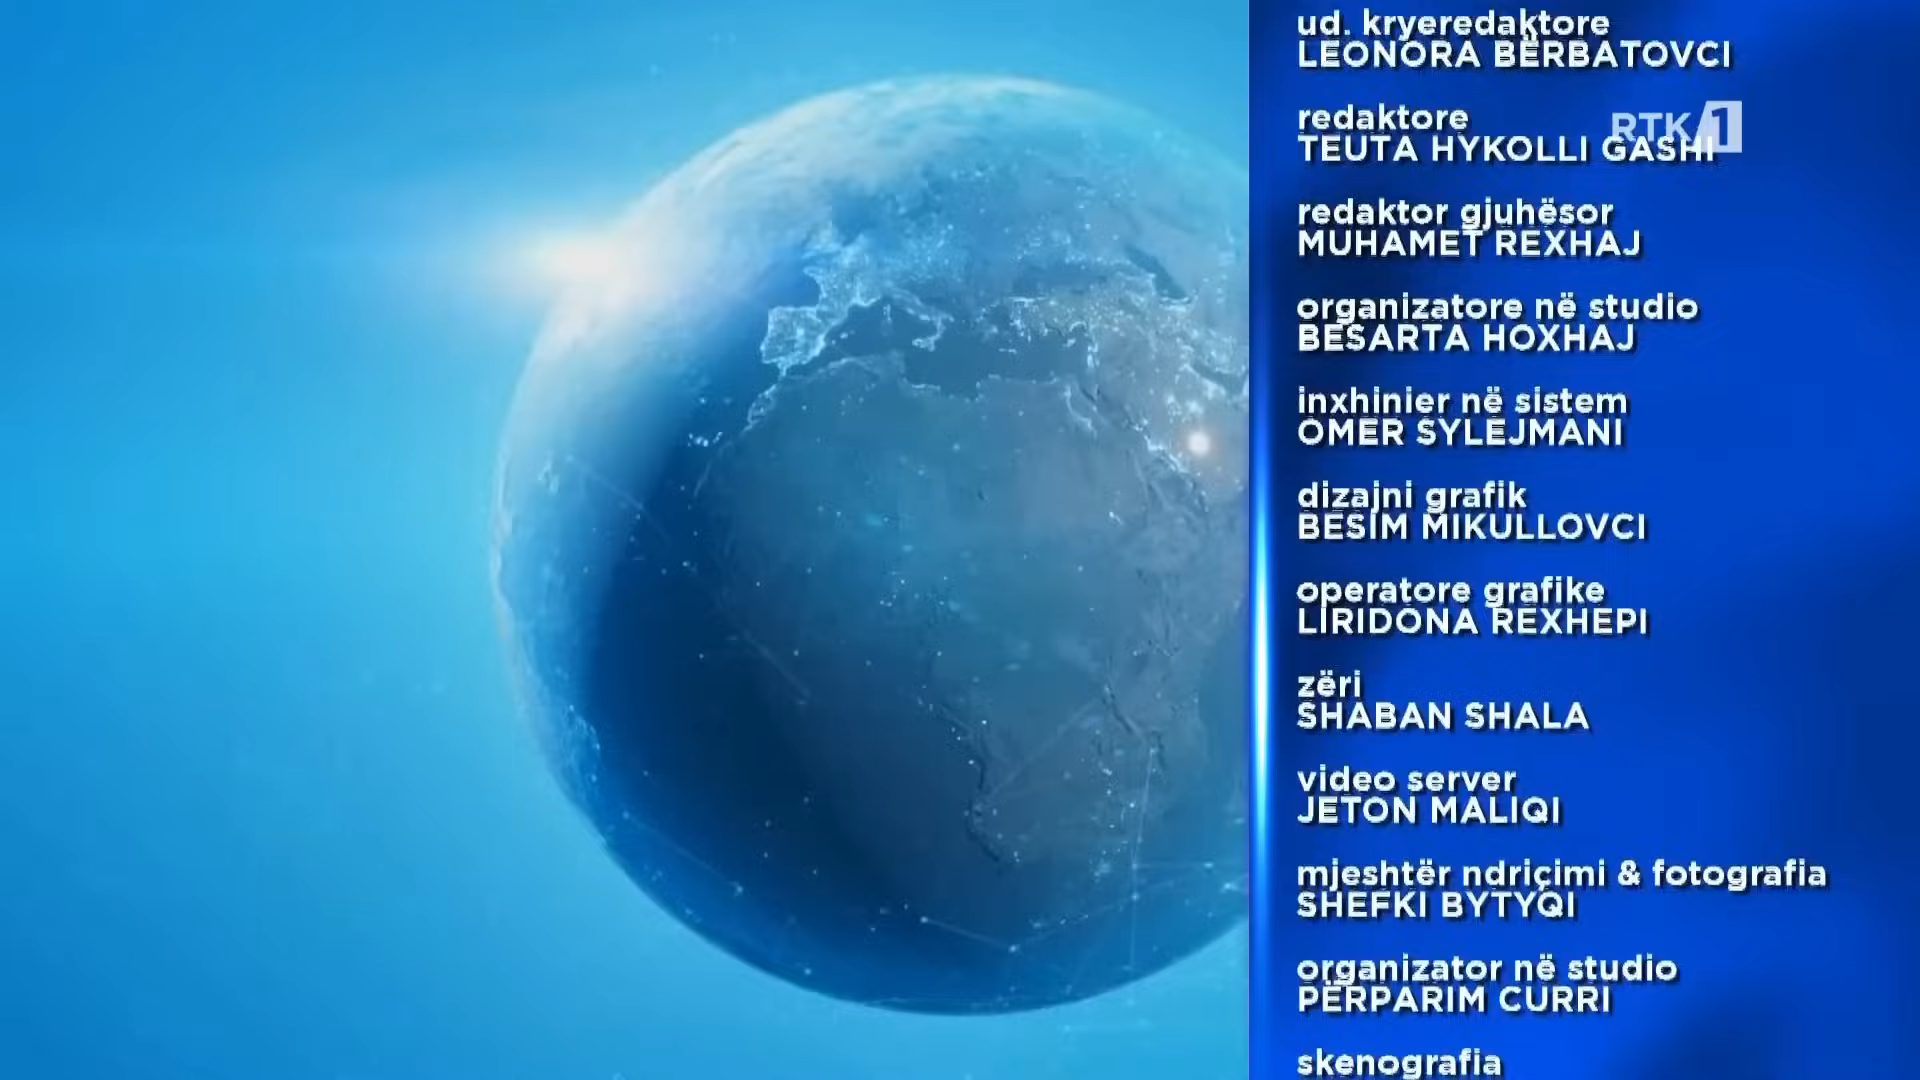 ud. kryeredaktore
LEONORA BËRBATOVCI
redaktore
RTK 1
TEUTA HYKOLLI GASHI
redaktor gjuhësor
MUHAMET REXHAJ
organizatore në studio
BESARTA HOXHAJ
inxhinier në sistem
OMER SYLEJMANI
dizajni grafik
BESIM MIKULLOVCI
operatore grafike
LIRIDONA REXHEPI
zëri
SHABAN SHALA
video server
JETON MALIQI
mjeshtër ndriçimi & fotografia
SHEFKI BYTYQI
organizator në studio
PËRPARIM CURRI
skenografia